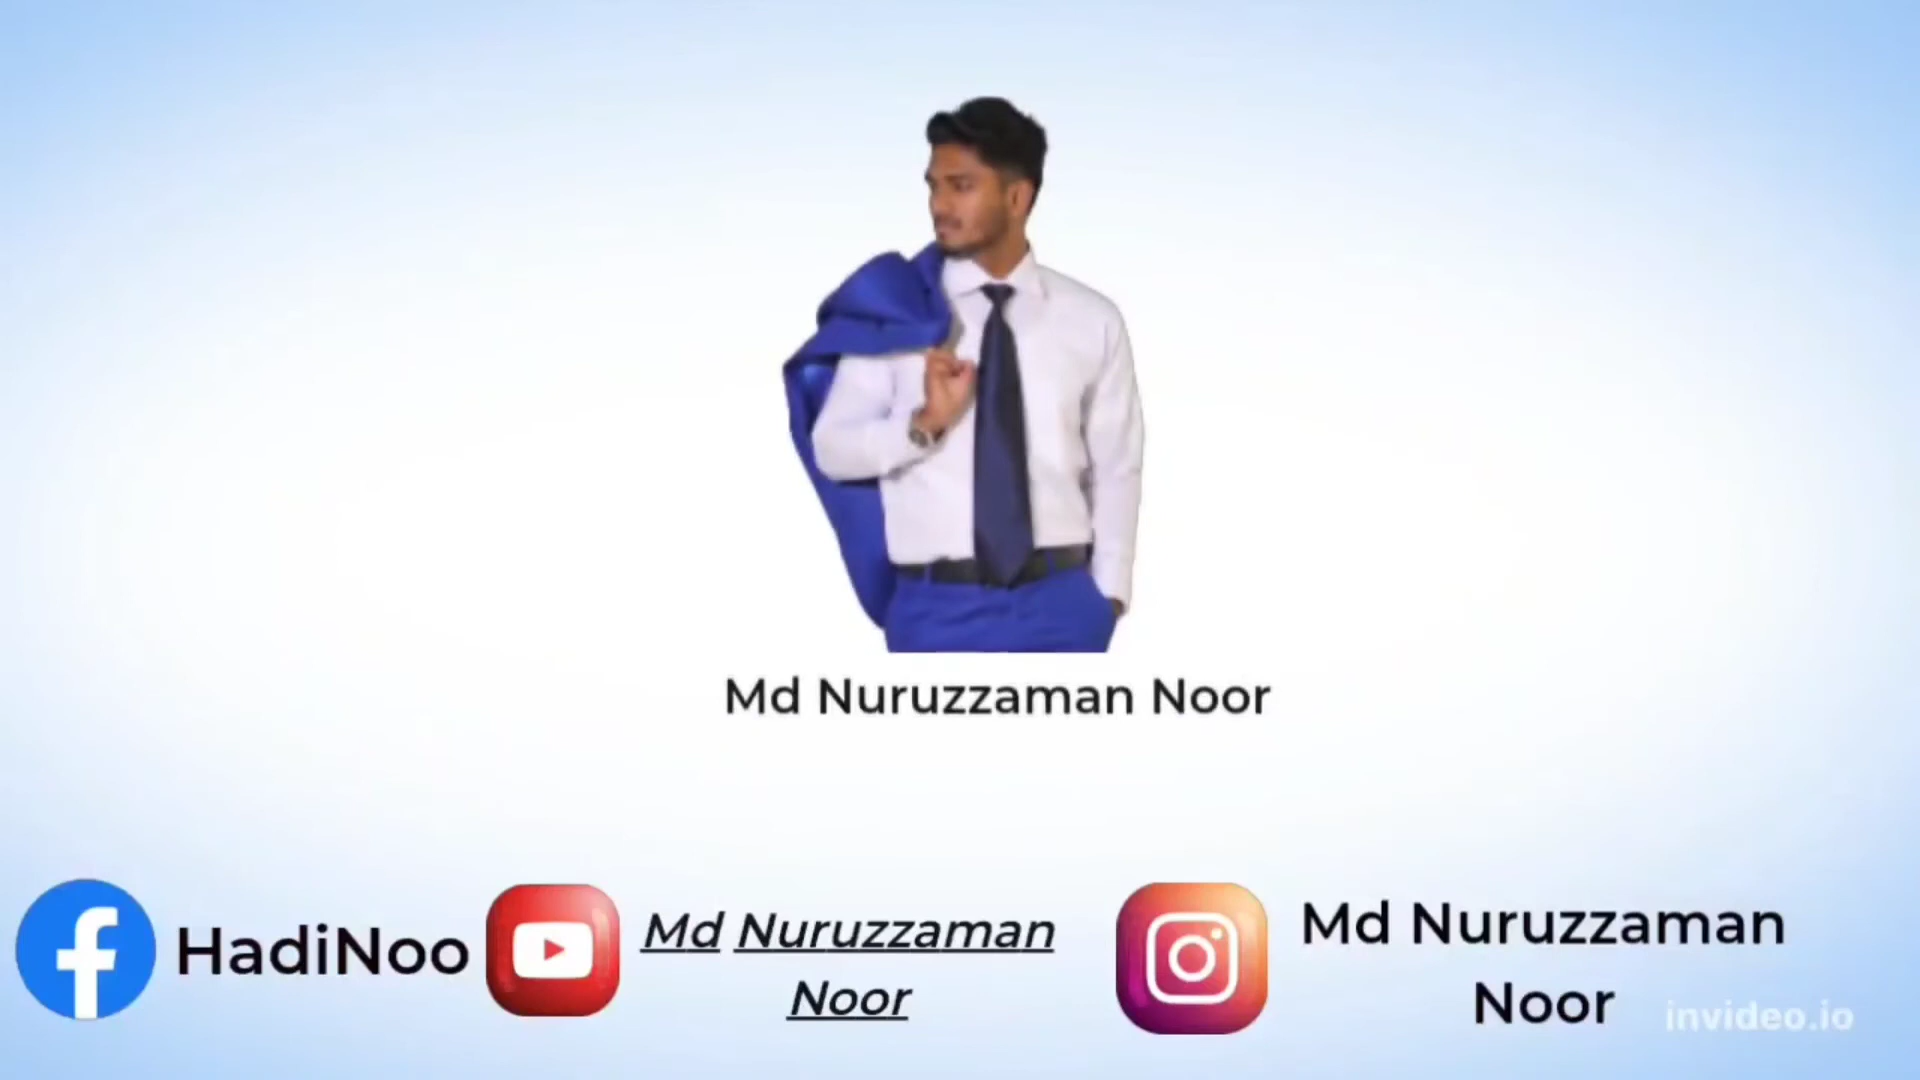 Md Nuruzzaman Noor
HadiNoo
Md Nuruzzaman
Noor
Md Nuruzzaman
Noor
invideo.io